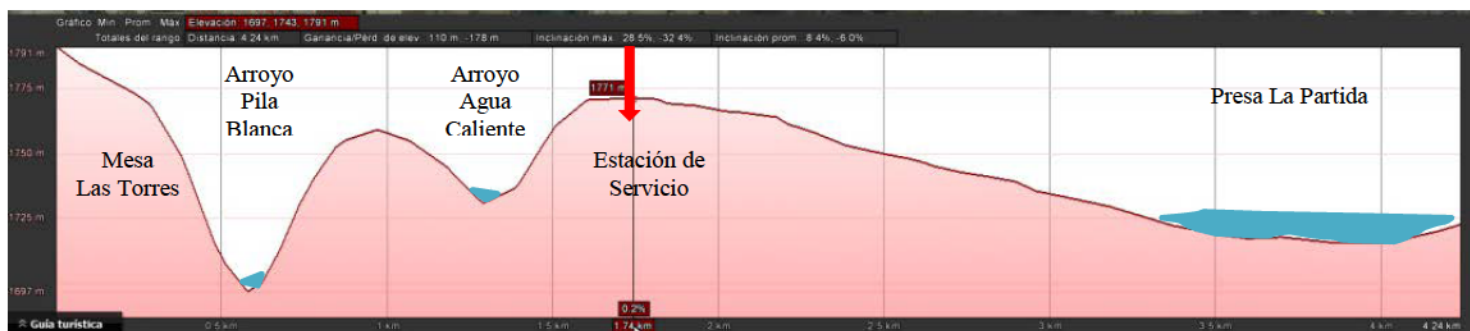 Gráfico Min Prom Máx Elevación 1697, 1743, 1791 m
Totales del rango Distancia 4.24 km Ganancia/Pérd de elev 110 m -178 m Inclinación máx 28.5%, -32.4% Inclinación prom 8.4%, -6.0%
1791 m
1775 m
1750 m
1725 m
1697 m
Arroyo
Pila
Blanca
Arroyo
Agua
Caliente
1771 m
Presa La Partida
Mesa
Las Torres
Estación de
Servicio
0.2%
Guía turística
0.5 km
1 km
1.5 km
1.74 km
2 km
2.5 km
3 km
3.5 km
4 km
4.24 km